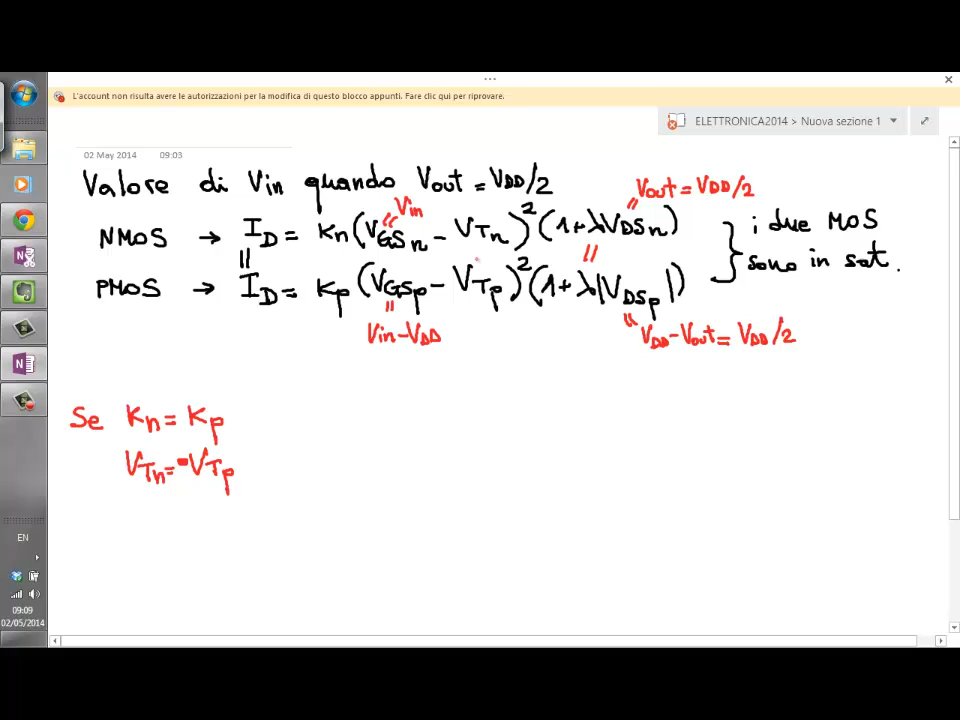 L'account non risulta avere le autorizzazioni per la modifica di questo blocco appunti. Fare clic qui per riprovare.
ELETTRONICA2014 > Nuova sezione 1
02 May 2014 09:03
Valore di Vin quando Vout = VDD/2
Vout = VDD/2
Vin
NMOS → ID = Kn(VGSn - VTn)² (1+λVDSn)
i due MOS
sono in sat.
PMOS → ID = Kp(VGSp - VTp)² (1+λ|VDSp|)
Vin-VDD
VDD-Vout = VDD/2
Se Kn = Kp
VTn = -VTp
EN
09:09
02/05/2014